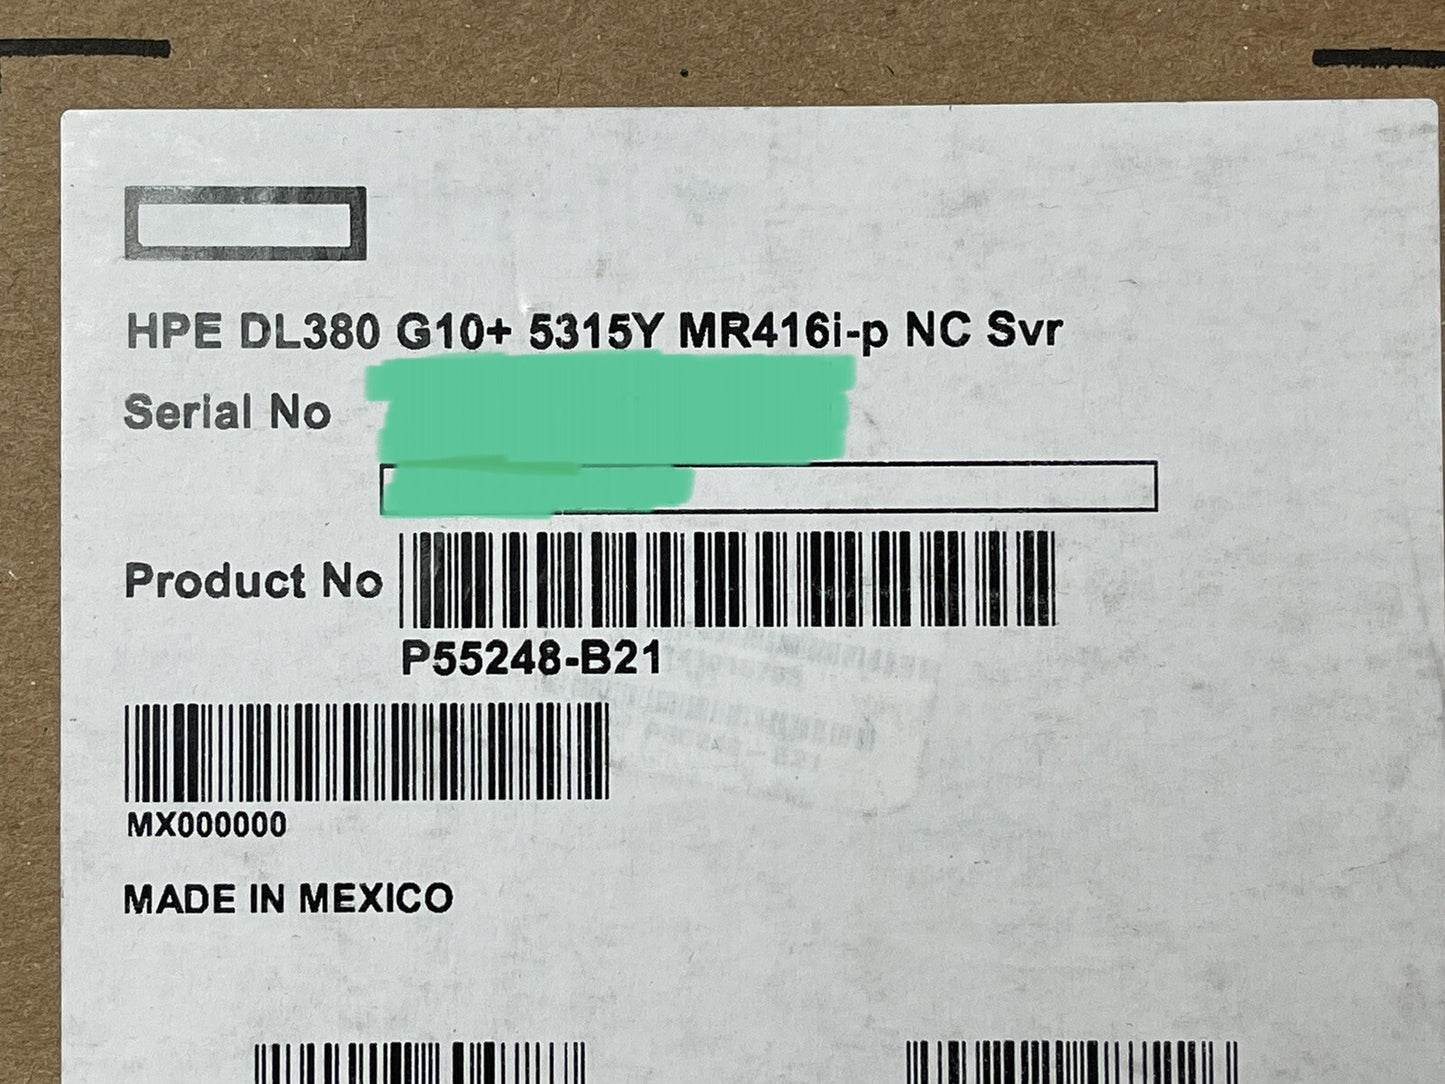 HPE DL380 G10+ 5315Y MR416i-p NC Svr
Serial No
Product No
P55248-B21
MX000000
MADE IN MEXICO